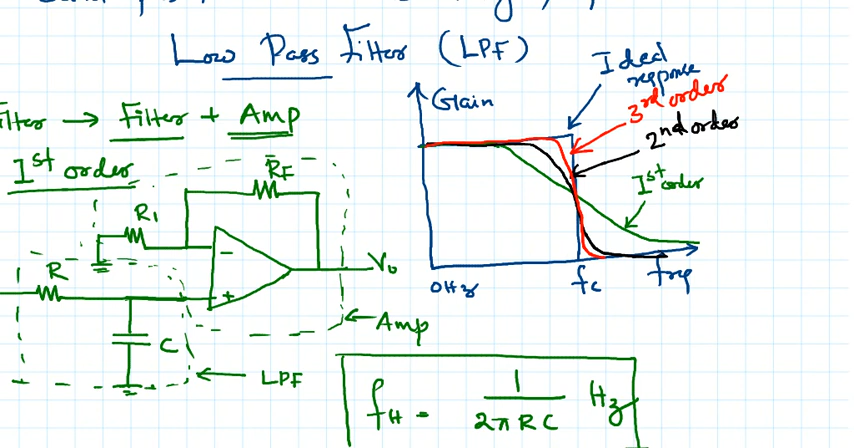 Low Pass Filter (LPF)
Filter + Amp
1st order
RF
R1
R
C
Vo
Amp
LPF
Gain
Ideal
response
3rd order
2nd order
1st order
0Hz
fc
freq
fH = 1 / 2πRC Hz